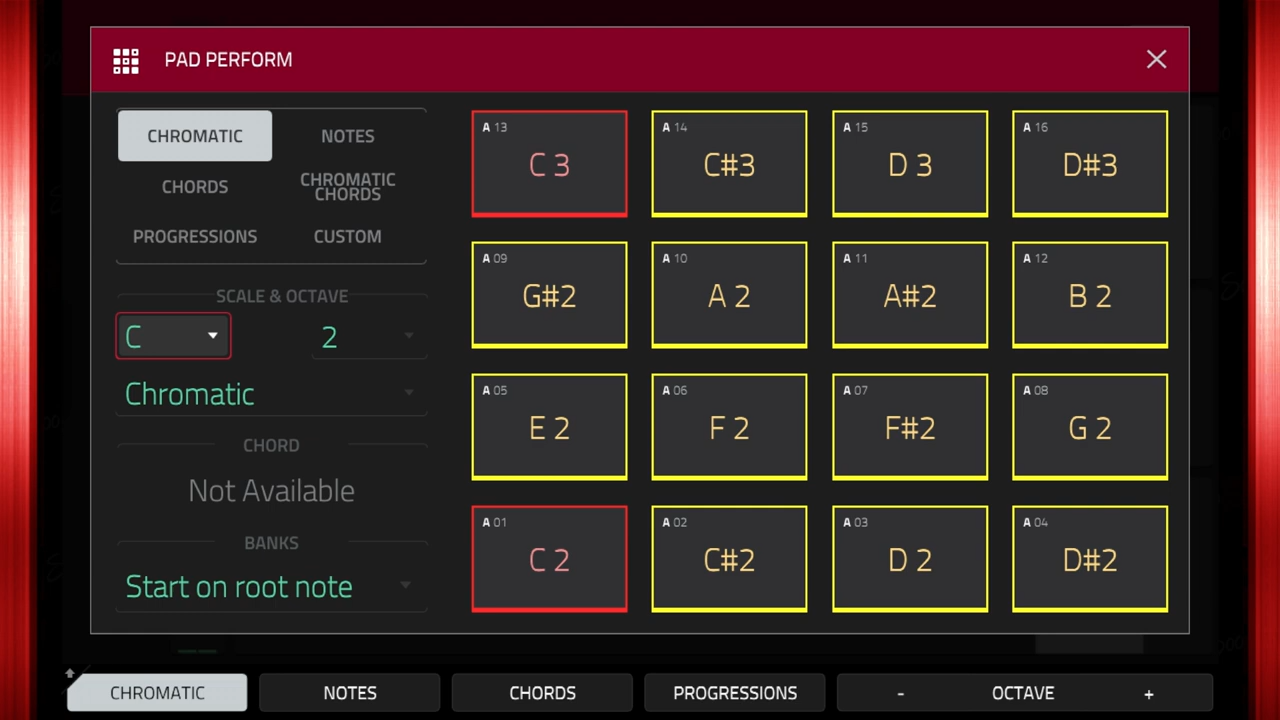 PAD PERFORM
CHROMATIC
NOTES
CHORDS
CHROMATIC
CHORDS
PROGRESSIONS
CUSTOM
SCALE & OCTAVE
C
2
Chromatic
CHORD
Not Available
BANKS
Start on root note
A 13
C 3
A 14
C#3
A 15
D 3
A 16
D#3
A 09
G#2
A 10
A 2
A 11
A#2
A 12
B 2
A 05
E 2
A 06
F 2
A 07
F#2
A 08
G 2
A 01
C 2
A 02
C#2
A 03
D 2
A 04
D#2
CHROMATIC
NOTES
CHORDS
PROGRESSIONS
- OCTAVE +